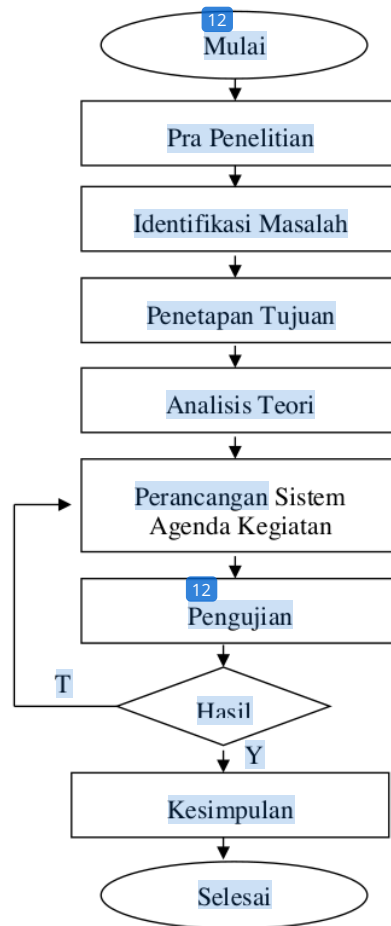 12
Mulai
Pra Penelitian
Identifikasi Masalah
Penetapan Tujuan
Analisis Teori
Perancangan Sistem
Agenda Kegiatan
12
Pengujian
T
Hasil
Y
Kesimpulan
Selesai